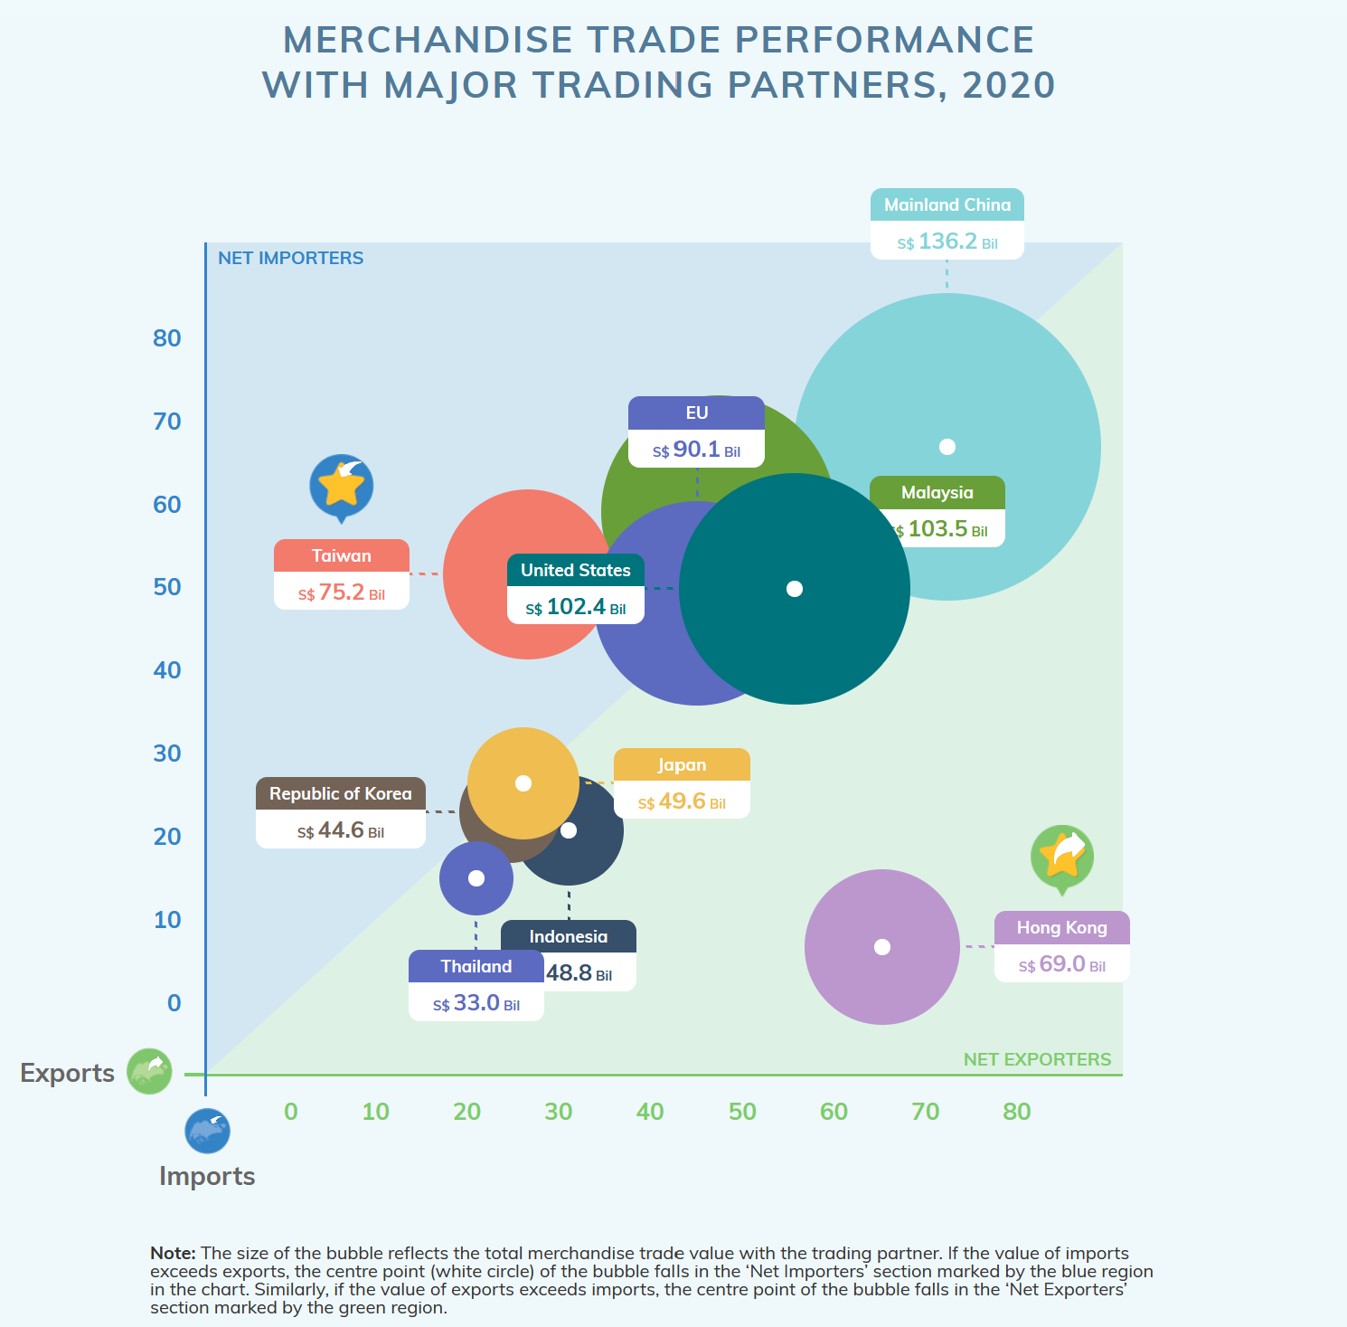 MERCHANDISE TRADE PERFORMANCE
WITH MAJOR TRADING PARTNERS, 2020
Mainland China
S$ 136.2 Bil
NET IMPORTERS
80
70
EU
S$ 90.1 Bil
Malaysia
S$ 103.5 Bil
60
Taiwan
S$ 75.2 Bil
United States
S$ 102.4 Bil
50
40
30
Japan
S$ 49.6 Bil
Republic of Korea
S$ 44.6 Bil
20
10
Hong Kong
S$ 69.0 Bil
Indonesia
48.8 Bil
Thailand
S$ 33.0 Bil
0
NET EXPORTERS
Exports
0 10 20 30 40 50 60 70 80
Imports
Note: The size of the bubble reflects the total merchandise trade value with the trading partner. If the value of imports
exceeds exports, the centre point (white circle) of the bubble falls in the ‘Net Importers’ section marked by the blue region
in the chart. Similarly, if the value of exports exceeds imports, the centre point of the bubble falls in the ‘Net Exporters’
section marked by the green region.